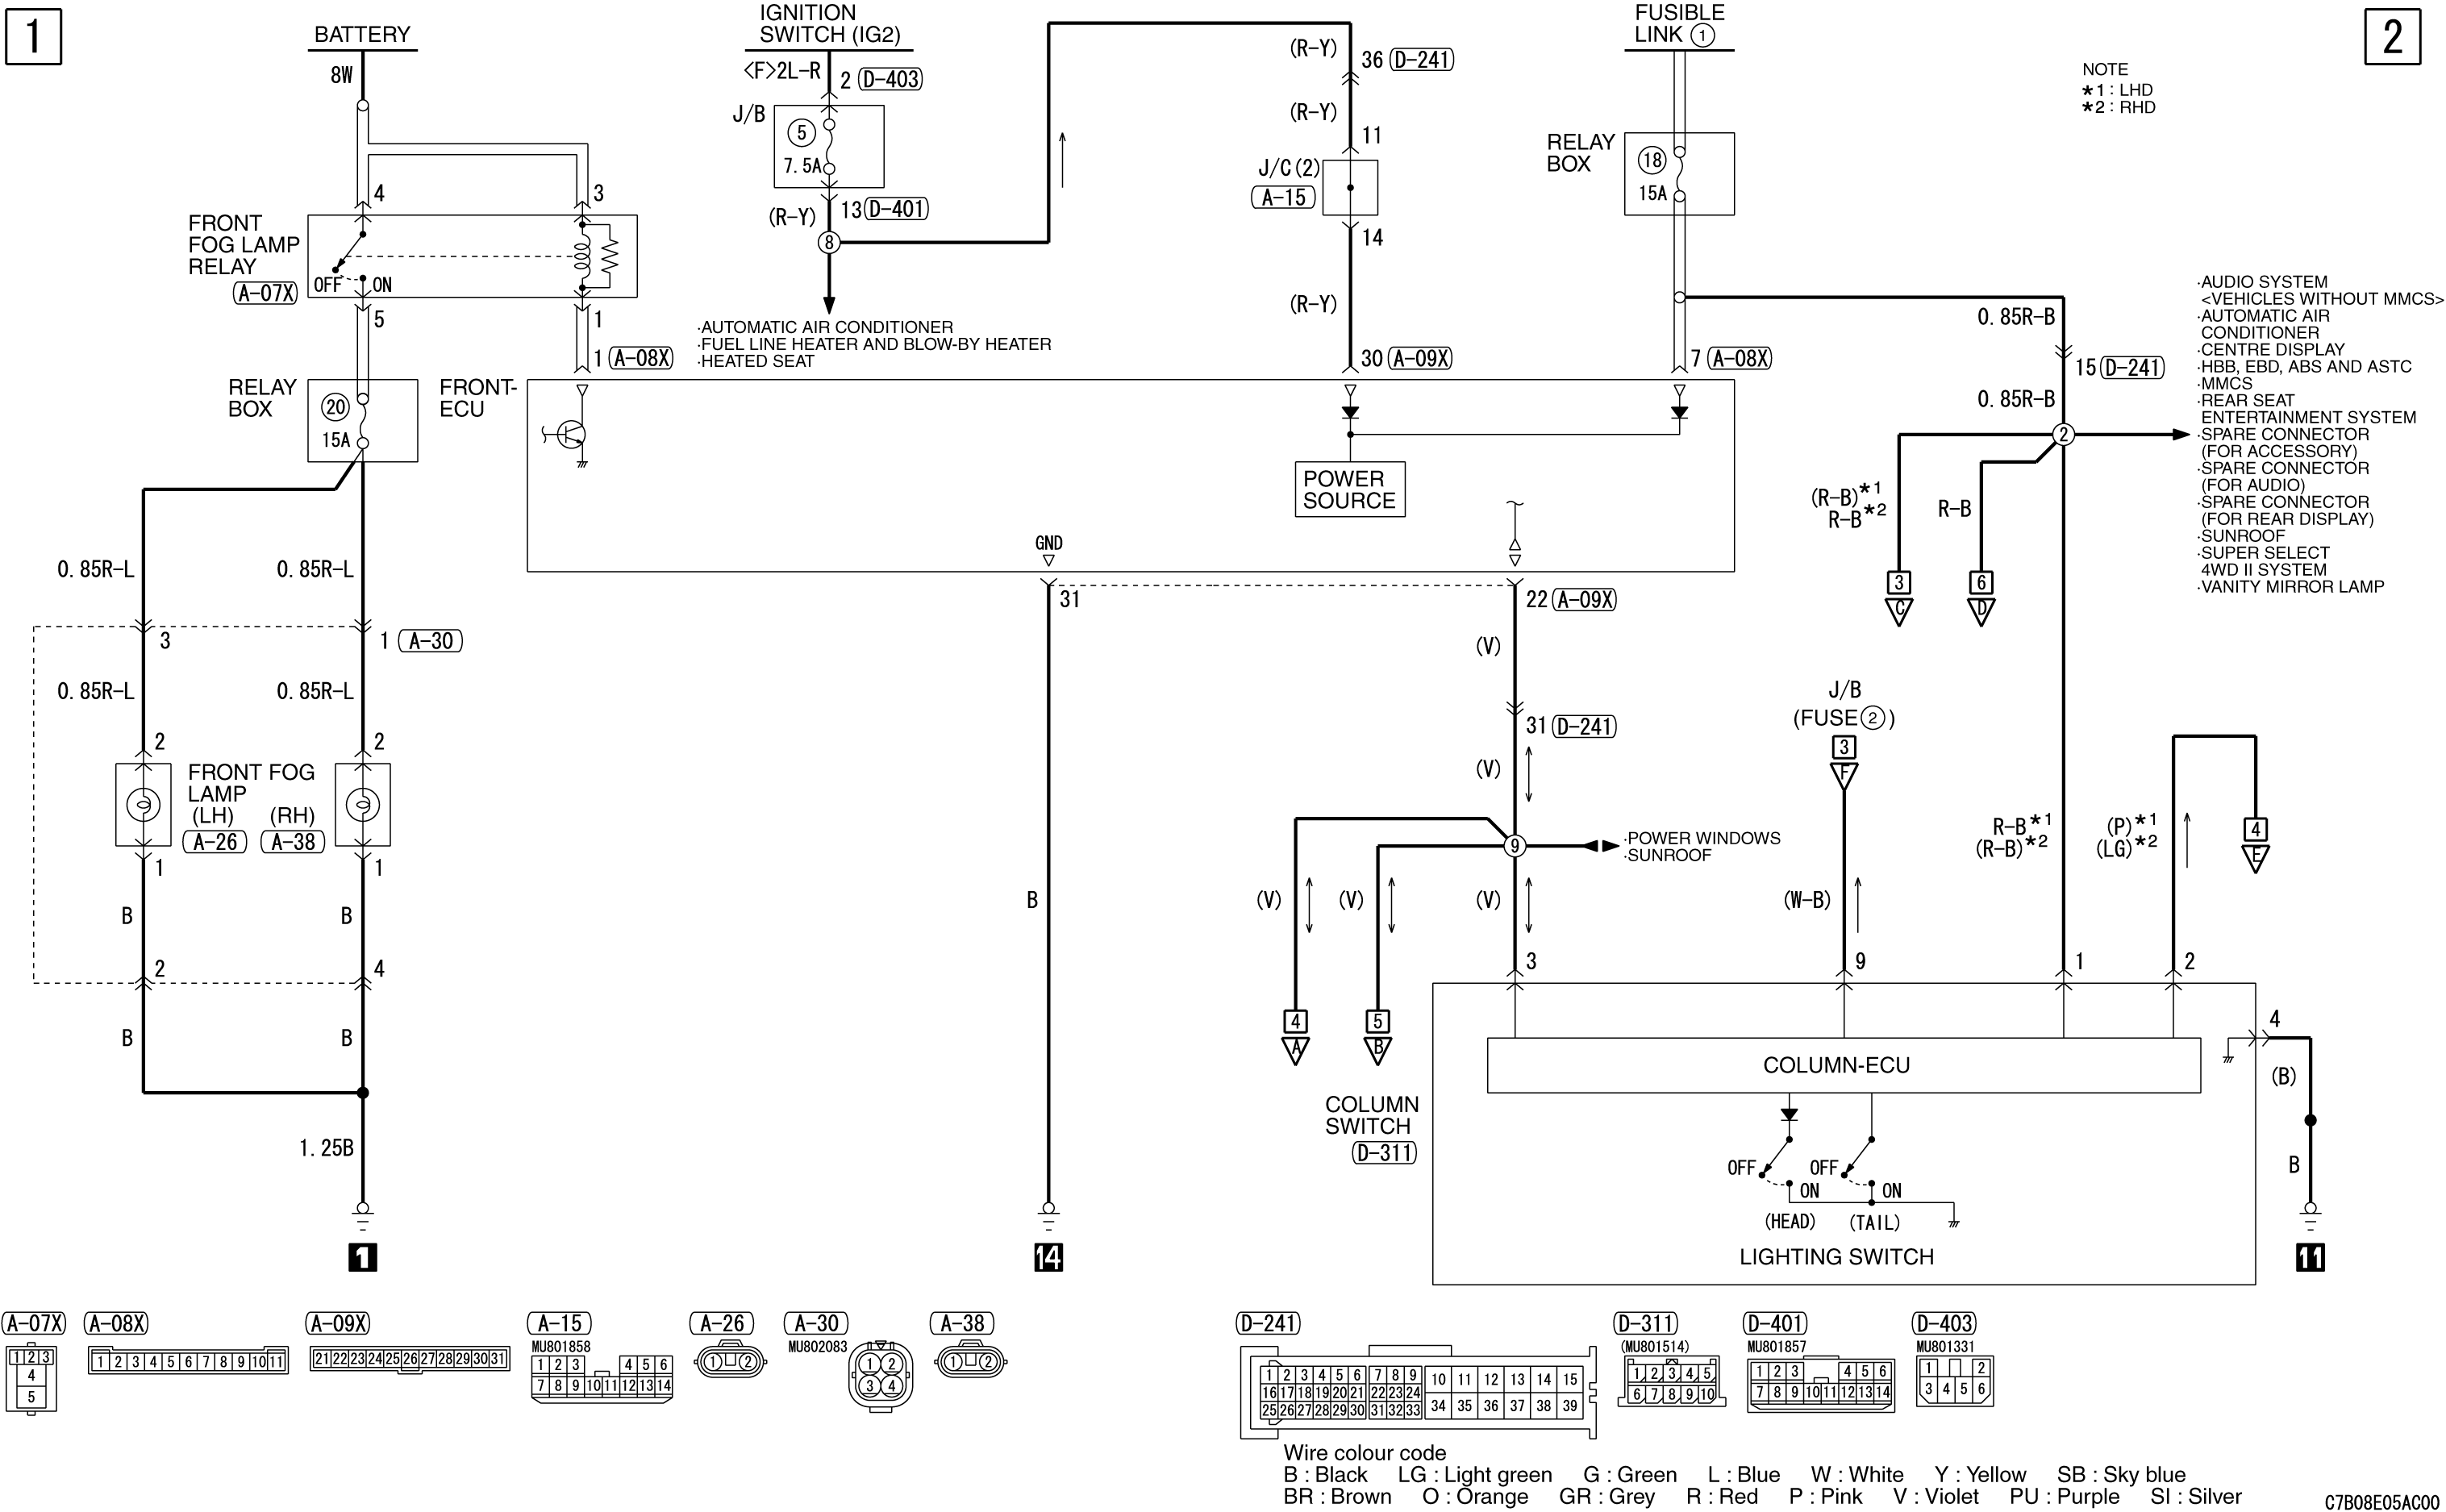 1
BATTERY
8W
4
3
FRONT
FOG LAMP
RELAY
A-07X
OFF
ON
5
1
1 A-08X
RELAY
BOX
20
15A
FRONT-
ECU
0.85R-L
0.85R-L
3
1 A-30
0.85R-L
0.85R-L
2
2
FRONT FOG
LAMP
(LH) (RH)
A-26 A-38
1
1
B
B
2
4
B
B
1.25B
1
IGNITION
SWITCH (IG2)
<F>2L-R
2 D-403
J/B
5
7.5A
(R-Y)
13 D-401
8
·AUTOMATIC AIR CONDITIONER
·FUEL LINE HEATER AND BLOW-BY HEATER
·HEATED SEAT
(R-Y)
36 D-241
(R-Y)
11
J/C(2)
A-15
14
(R-Y)
30 A-09X
POWER
SOURCE
GND
31
22 A-09X
B
14
(V)
31 D-241
(V)
9
·POWER WINDOWS
·SUNROOF
(V)
(V)
(V)
3
4
A
5
B
2
FUSIBLE
LINK 1
NOTE
*1 : LHD
*2 : RHD
RELAY
BOX
18
15A
7 A-08X
0.85R-B
15 D-241
0.85R-B
2
·AUDIO SYSTEM
<VEHICLES WITHOUT MMCS>
·AUTOMATIC AIR
CONDITIONER
·CENTRE DISPLAY
·HBB, EBD, ABS AND ASTC
·MMCS
·REAR SEAT
ENTERTAINMENT SYSTEM
·SPARE CONNECTOR
(FOR ACCESSORY)
·SPARE CONNECTOR
(FOR AUDIO)
·SPARE CONNECTOR
(FOR REAR DISPLAY)
·SUNROOF
·SUPER SELECT
4WD II SYSTEM
·VANITY MIRROR LAMP
(R-B)*1
R-B*2
R-B
3
C
6
D
J/B
(FUSE 2)
3
F
(W-B)
9
R-B*1
(R-B)*2
1
(P)*1
(LG)*2
2
4
E
COLUMN-ECU
4
(B)
B
11
COLUMN
SWITCH
D-311
OFF
ON
OFF
ON
(HEAD)
(TAIL)
LIGHTING SWITCH
A-07X
1 2 3
4
5
A-08X
1 2 3 4 5 6 7 8 9 10 11
A-09X
21 22 23 24 25 26 27 28 29 30 31
A-15
MU801858
1 2 3 4 5 6
7 8 9 10 11 12 13 14
A-26
1 2
A-30
MU802083
1 2
3 4
A-38
1 2
D-241
1 2 3 4 5 6 7 8 9 10 11 12 13 14 15
16 17 18 19 20 21 22 23 24
25 26 27 28 29 30 31 32 33 34 35 36 37 38 39
D-311
(MU801514)
1 2 3 4 5
6 7 8 9 10
D-401
MU801857
1 2 3 4 5 6
7 8 9 10 11 12 13 14
D-403
MU801331
1 2
3 4 5 6
Wire colour code
B : Black LG : Light green G : Green L : Blue W : White Y : Yellow SB : Sky blue
BR : Brown O : Orange GR : Grey R : Red P : Pink V : Violet PU : Purple SI : Silver
C7B08E05AC00